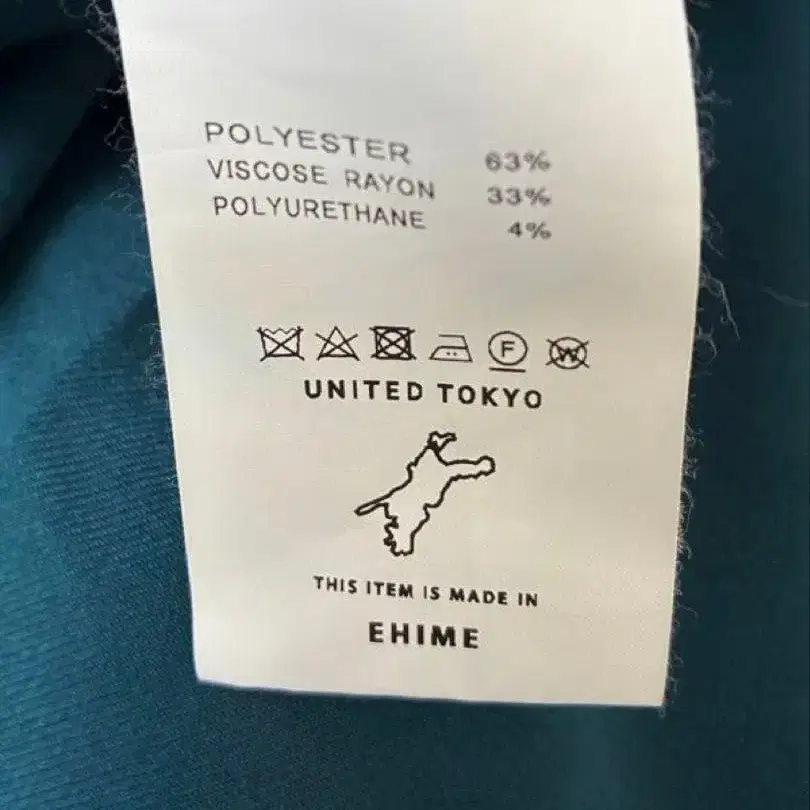 POLYESTER 63%
VISCOSE RAYON 33%
POLYURETHANE 4%
F W
UNITED TOKYO
THIS ITEM IS MADE IN
EHIME